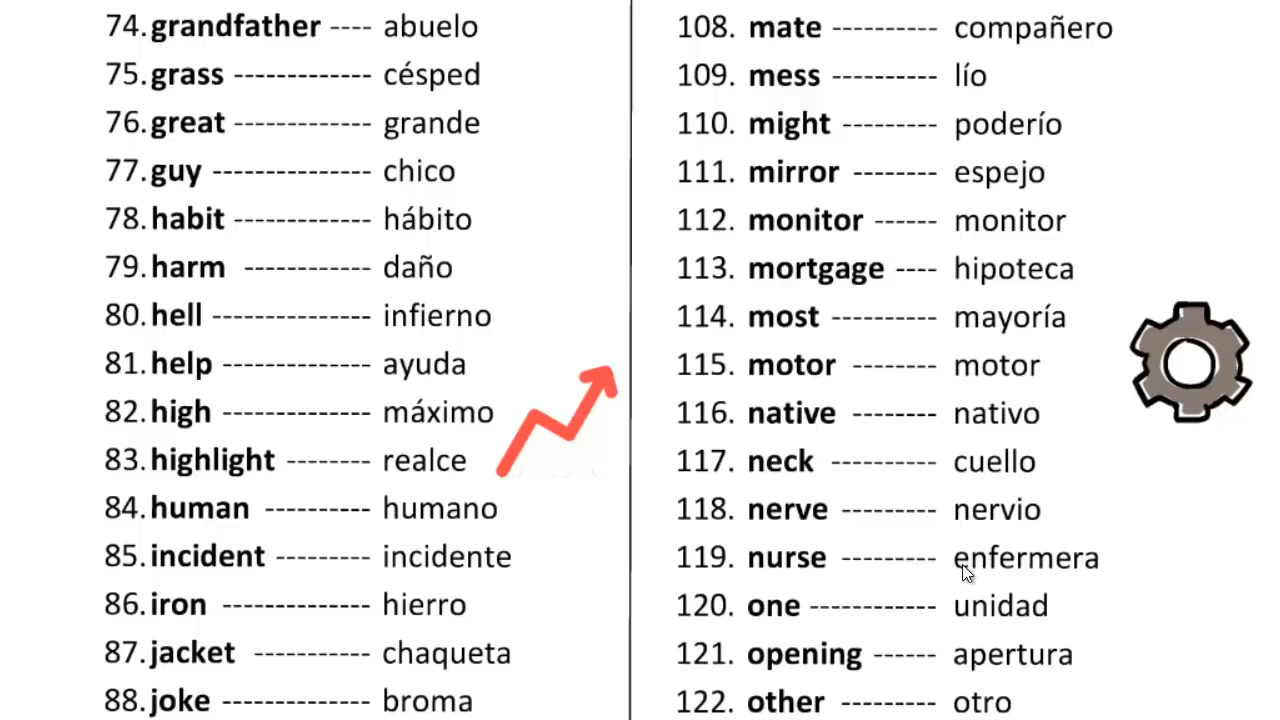 74. grandfather ---- abuelo
75. grass ------------- césped
76. great ------------- grande
77. guy --------------- chico
78. habit ------------- hábito
79. harm ------------ daño
80. hell --------------- infierno
81. help -------------- ayuda
82. high -------------- máximo
83. highlight -------- realce
84. human ---------- humano
85. incident --------- incidente
86. iron -------------- hierro
87. jacket ----------- chaqueta
88. joke -------------- broma
108. mate ---------- compañero
109. mess ---------- lío
110. might --------- poderío
111. mirror -------- espejo
112. monitor ------ monitor
113. mortgage ---- hipoteca
114. most ---------- mayoría
115. motor --------- motor
116. native -------- nativo
117. neck ---------- cuello
118. nerve --------- nervio
119. nurse --------- enfermera
120. one ------------ unidad
121. opening ------ apertura
122. other --------- otro